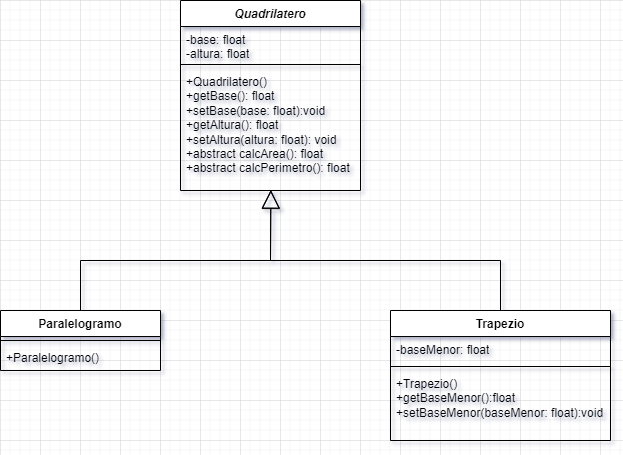 Quadrilatero
-base: float
-altura: float
+Quadrilatero()
+getBase(): float
+setBase(base: float):void
+getAltura(): float
+setAltura(altura: float): void
+abstract calcArea(): float
+abstract calcPerimetro(): float
Paralelogramo
+Paralelogramo()
Trapezio
-baseMenor: float
+Trapezio()
+getBaseMenor():float
+setBaseMenor(baseMenor: float):void